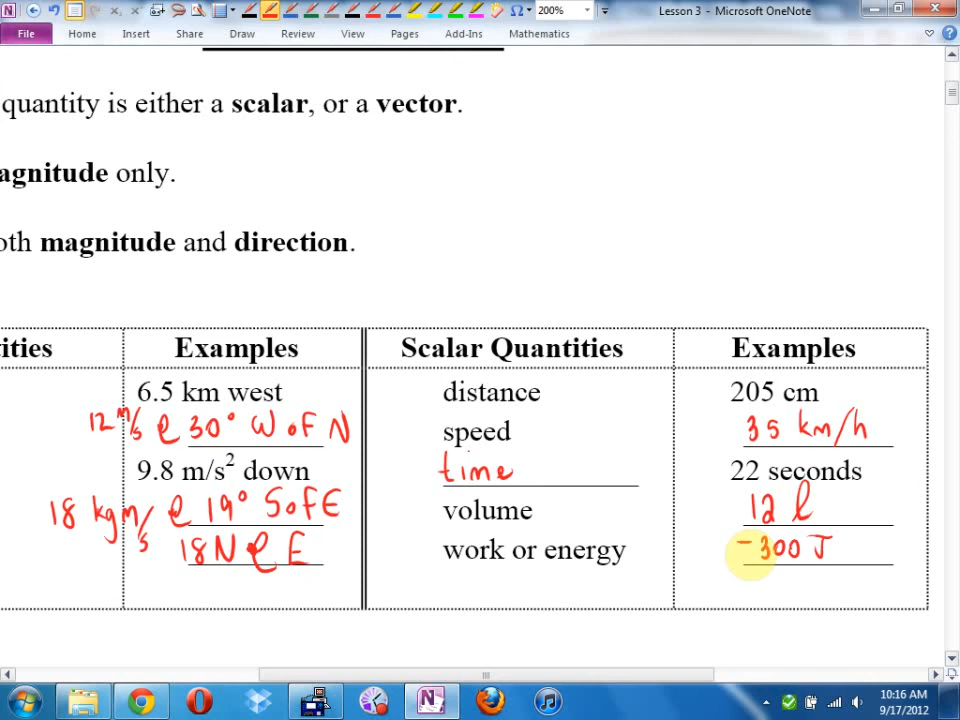 200%
Lesson 3 - Microsoft OneNote
File Home Insert Share Draw Review View Pages Add-Ins Mathematics
quantity is either a scalar, or a vector.
agnitude only.
oth magnitude and direction.
ities Examples Scalar Quantities Examples
6.5 km west distance 205 cm
12 m/s @ 30° W of N speed 35 km/h
9.8 m/s² down time 22 seconds
18 kgm/s @ 19° S of E volume 12 l
18N @ E work or energy -300 J
10:16 AM
9/17/2012